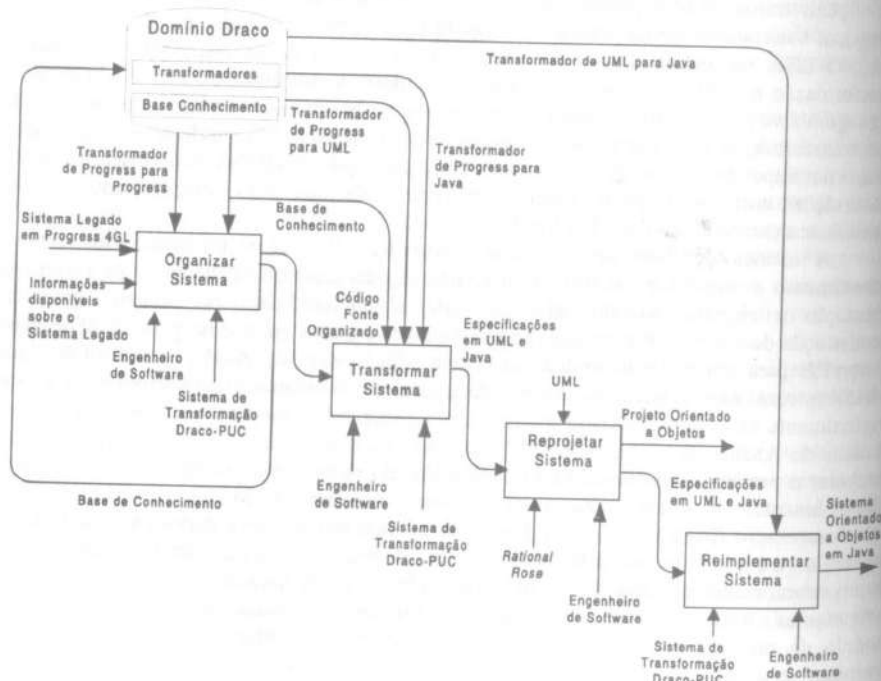 Domínio Draco
Transformadores
Base Conhecimento
Transformador de UML para Java
Transformador
de Progress
para UML
Transformador
de Progress para
Java
Transformador
de Progress para
Progress
Base de
Conhecimento
Sistema Legado
em Progress 4GL
Organizar
Sistema
Informações
disponíveis
sobre o
Sistema Legado
Engenheiro
de Software
Sistema de
Transformação
Draco-PUC
Código
Fonte
Organizado
Especificações
em UML e
Java
Transformar
Sistema
UML
Projeto Orientado
a Objetos
Reprojetar
Sistema
Base de Conhecimento
Engenheiro
de Software
Sistema de
Transformação
Draco-PUC
Especificações
em UML e Java
Sistema
Orientado
a Objetos
em Java
Rational
Rose
Reimplementar
Sistema
Engenheiro
de Software
Sistema de
Transformação
Draco-PUC
Engenheiro
de Software